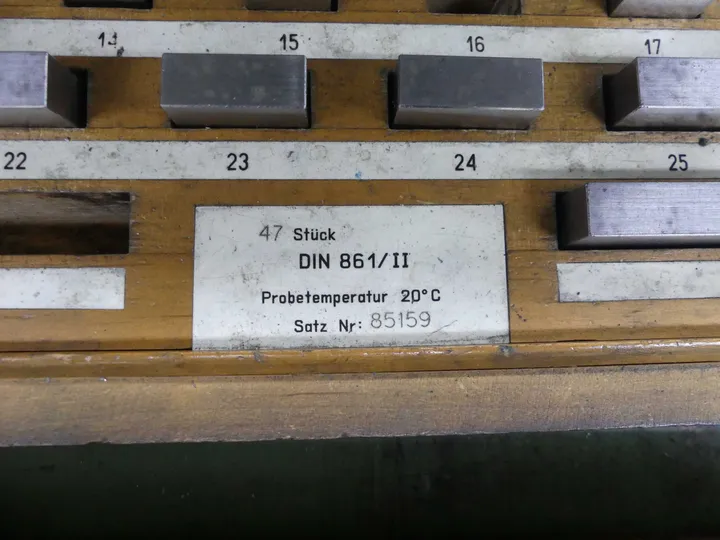 14 15 16 17
22 23 24 25
47 Stück
DIN 861/II
Probetemperatur 20°C
Satz Nr: 85159